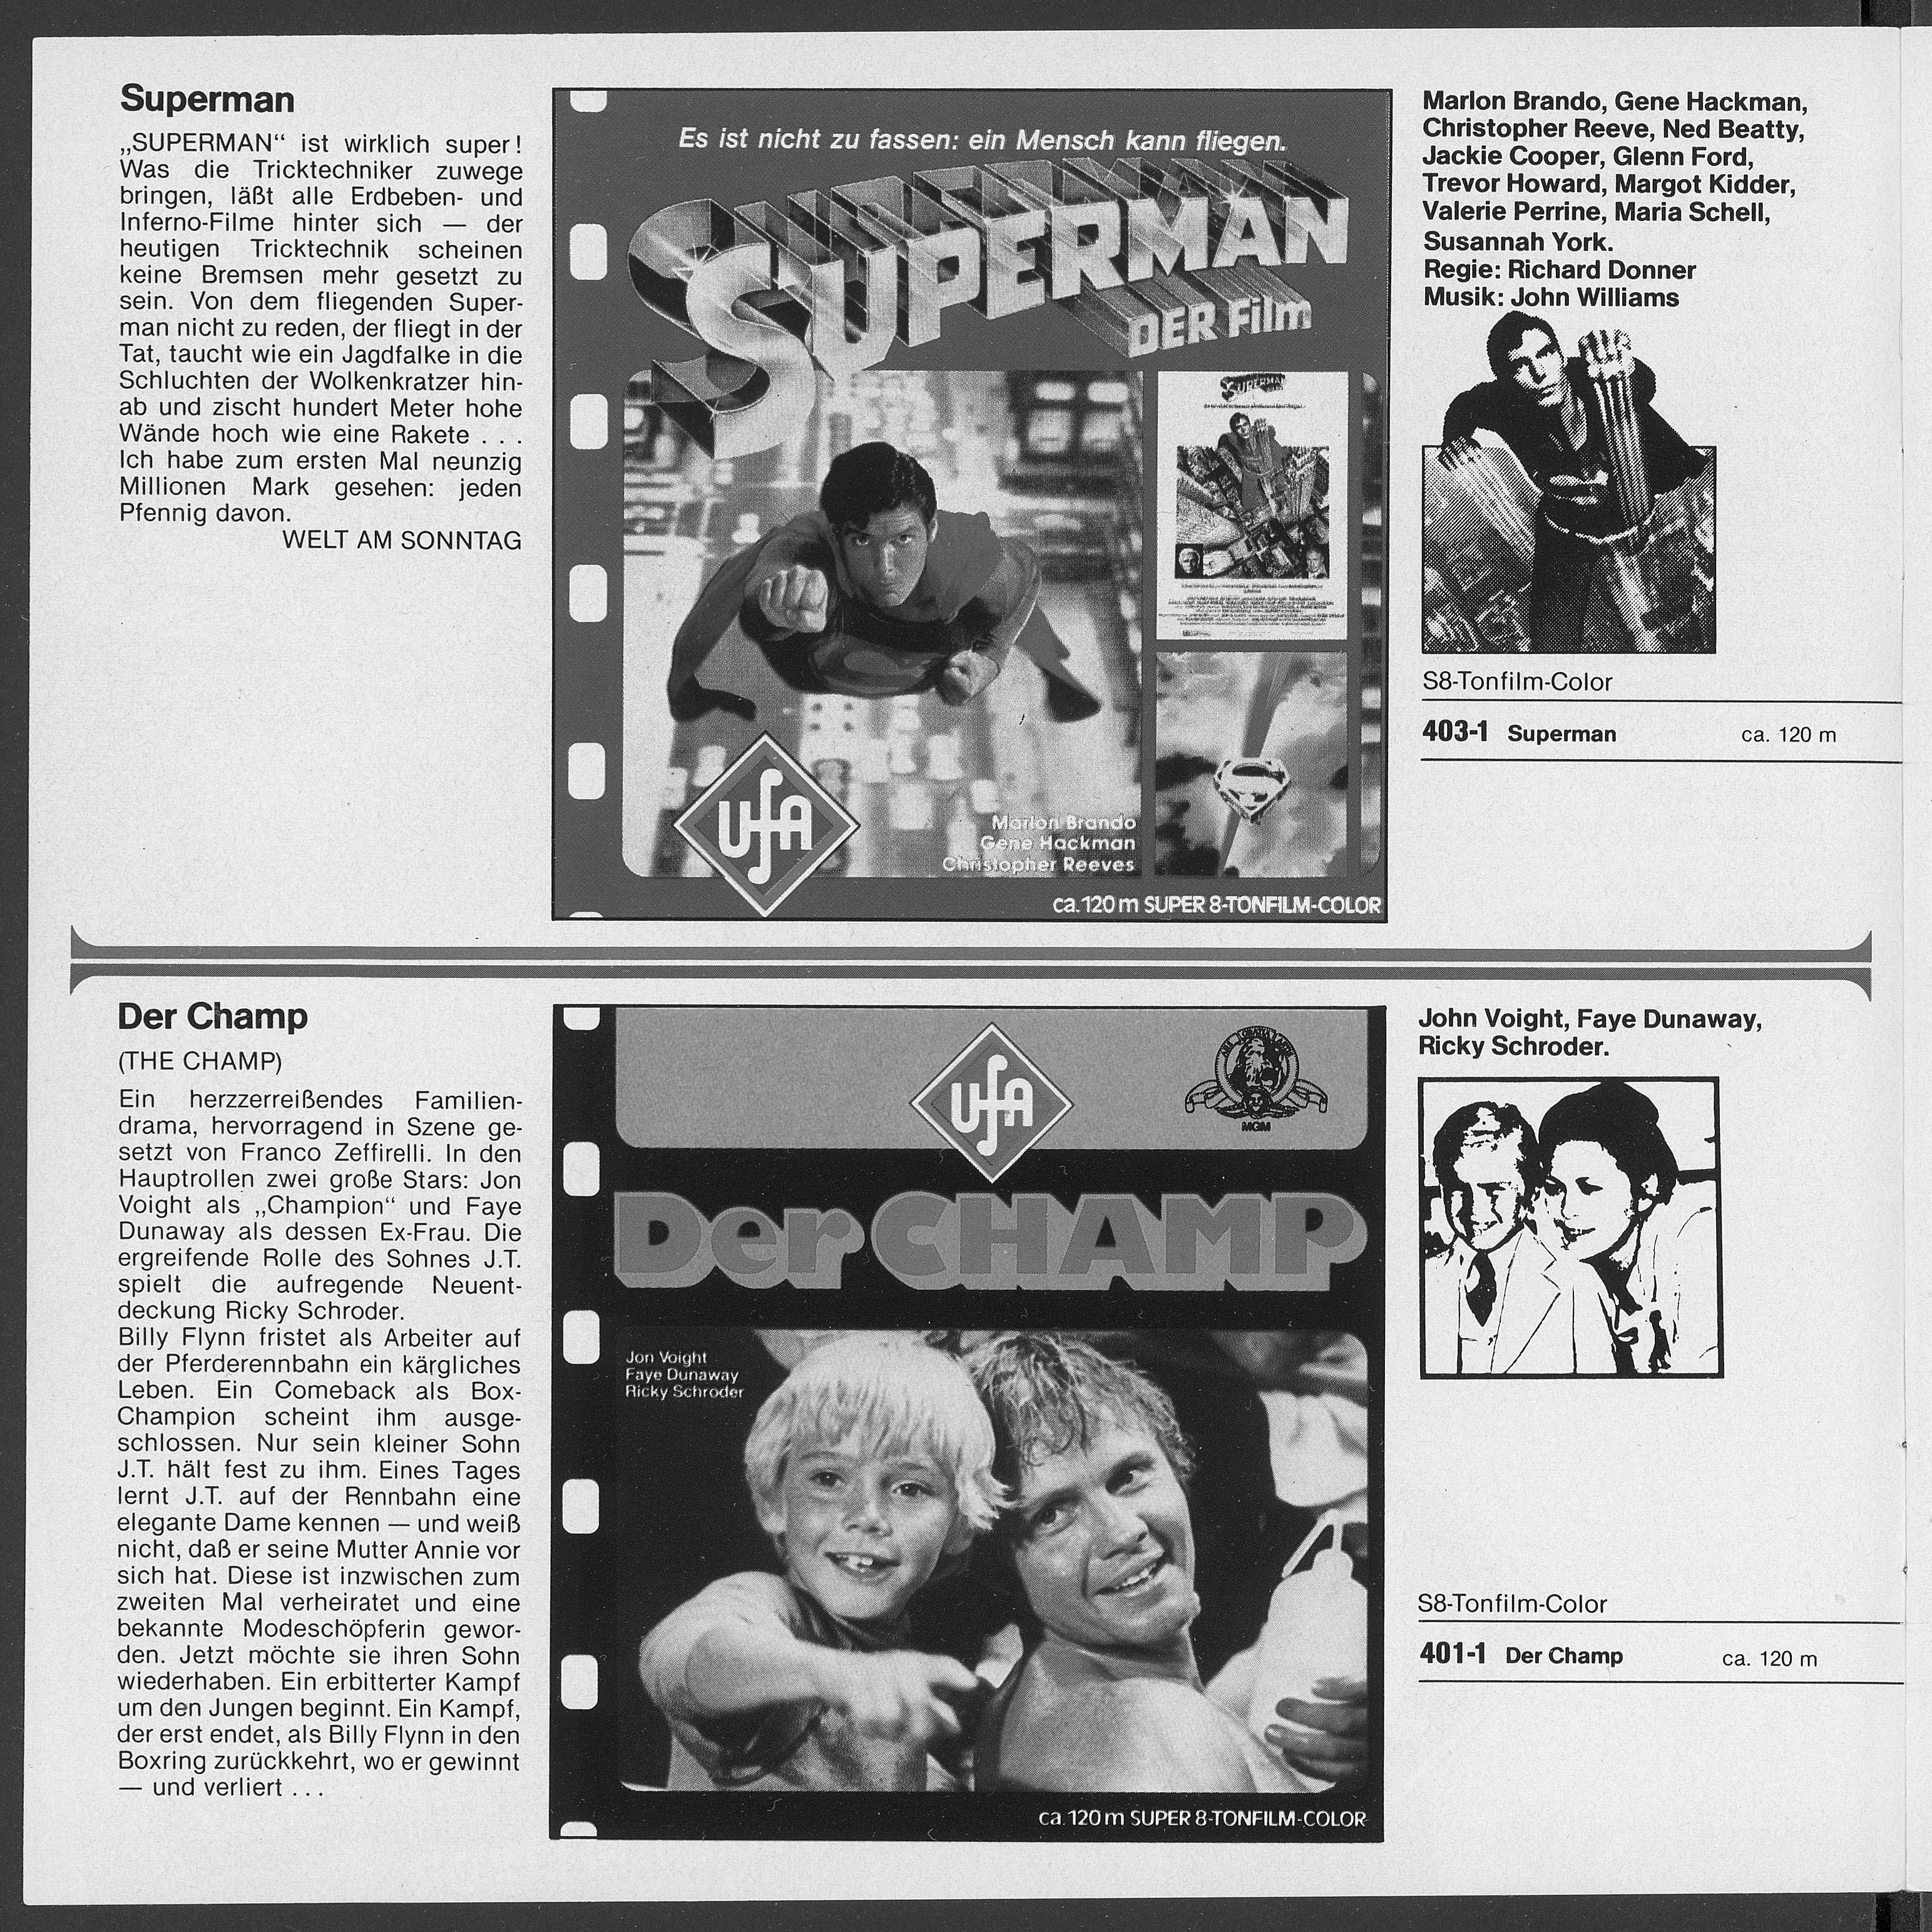 Superman
„SUPERMAN“ ist wirklich super!
Was die Tricktechniker zuwege
bringen, läßt alle Erdbeben- und
Inferno-Filme hinter sich — der
heutigen Tricktechnik scheinen
keine Bremsen mehr gesetzt zu
sein. Von dem fliegenden Super-
man nicht zu reden, der fliegt in der
Tat, taucht wie ein Jagdfalke in die
Schluchten der Wolkenkratzer hin-
ab und zischt hundert Meter hohe
Wände hoch wie eine Rakete . . .
Ich habe zum ersten Mal neunzig
Millionen Mark gesehen: jeden
Pfennig davon.
WELT AM SONNTAG
Es ist nicht zu fassen: ein Mensch kann fliegen.
SUPERMAN
DER Film
SUPERMAN
UfA
Marlon Brando
Gene Hackman
Christopher Reeves
ca. 120 m SUPER 8-TONFILM-COLOR
Marlon Brando, Gene Hackman,
Christopher Reeve, Ned Beatty,
Jackie Cooper, Glenn Ford,
Trevor Howard, Margot Kidder,
Valerie Perrine, Maria Schell,
Susannah York.
Regie: Richard Donner
Musik: John Williams
S8-Tonfilm-Color
403-1 Superman ca. 120 m
Der Champ
(THE CHAMP)
Ein herzzerreißendes Familien-
drama, hervorragend in Szene ge-
setzt von Franco Zeffirelli. In den
Hauptrollen zwei große Stars: Jon
Voight als „Champion“ und Faye
Dunaway als dessen Ex-Frau. Die
ergreifende Rolle des Sohnes J.T.
spielt die aufregende Neuent-
deckung Ricky Schroder.
Billy Flynn fristet als Arbeiter auf
der Pferderennbahn ein kärgliches
Leben. Ein Comeback als Box-
Champion scheint ihm ausge-
schlossen. Nur sein kleiner Sohn
J.T. hält fest zu ihm. Eines Tages
lernt J.T. auf der Rennbahn eine
elegante Dame kennen — und weiß
nicht, daß er seine Mutter Annie vor
sich hat. Diese ist inzwischen zum
zweiten Mal verheiratet und eine
bekannte Modeschöpferin gewor-
den. Jetzt möchte sie ihren Sohn
wiederhaben. Ein erbitterter Kampf
um den Jungen beginnt. Ein Kampf,
der erst endet, als Billy Flynn in den
Boxring zurückkehrt, wo er gewinnt
— und verliert . . .
UfA
MGM
Der CHAMP
Jon Voight
Faye Dunaway
Ricky Schroder
ca. 120 m SUPER 8-TONFILM-COLOR
John Voight, Faye Dunaway,
Ricky Schroder.
S8-Tonfilm-Color
401-1 Der Champ ca. 120 m